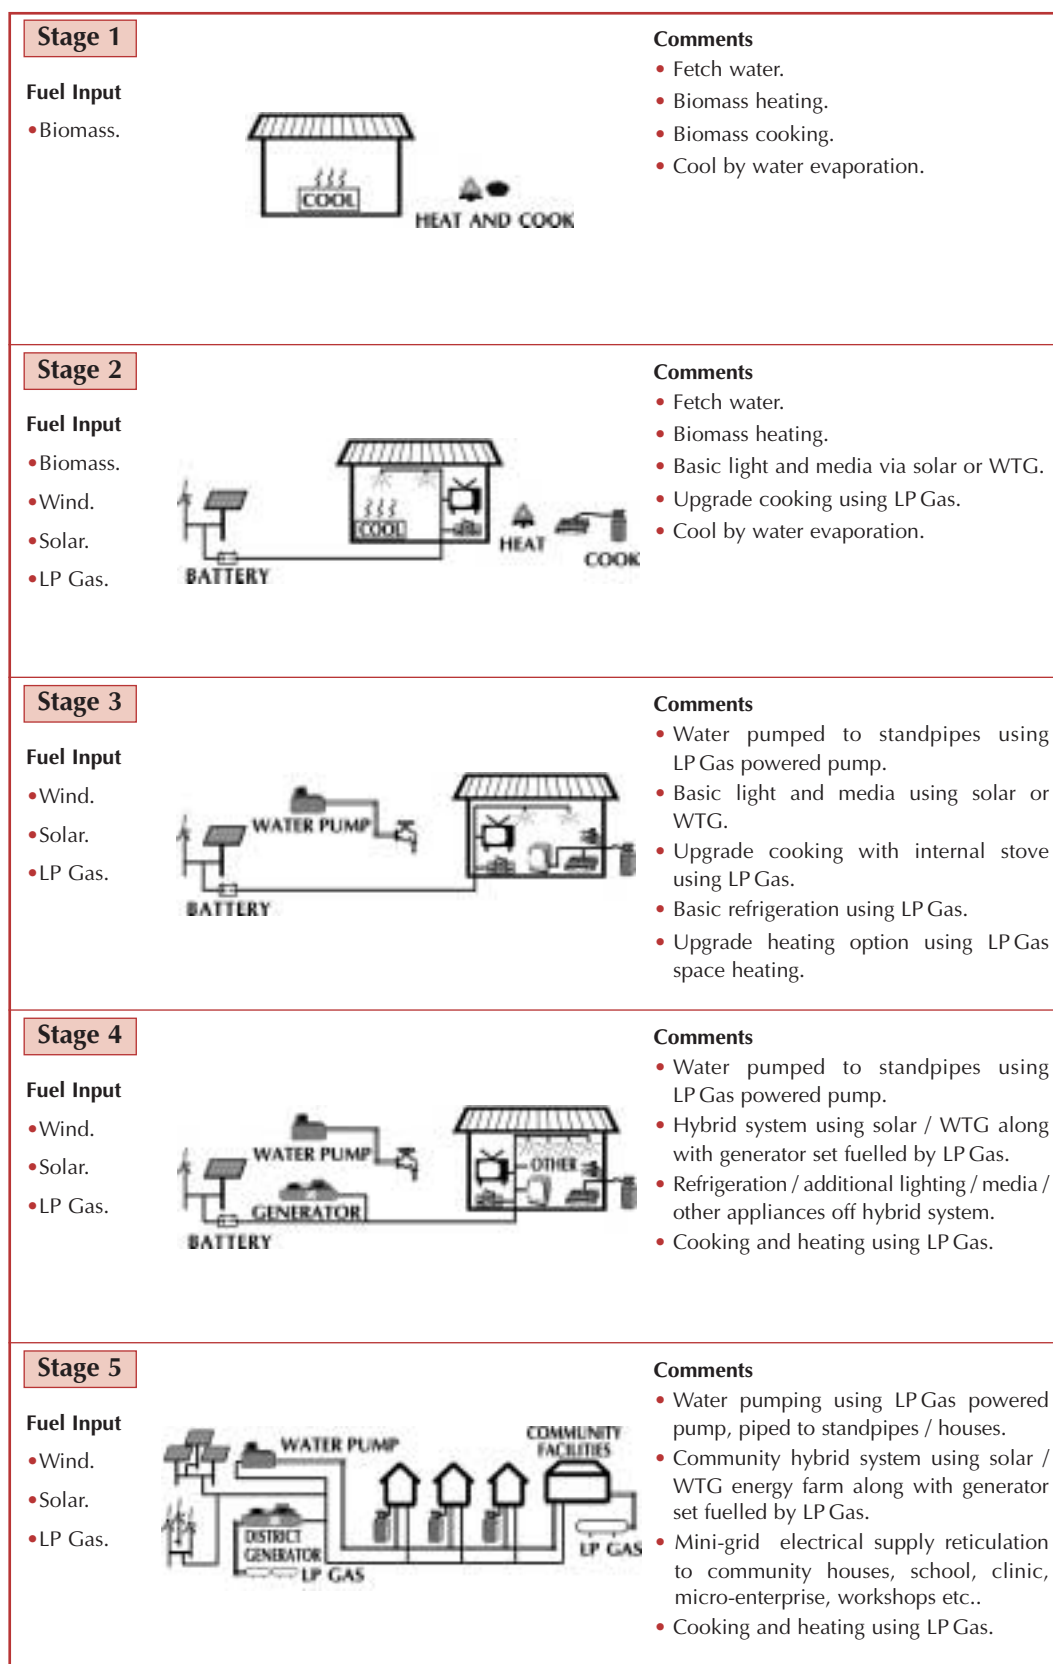 Stage 1
Fuel Input
•Biomass.
COOL
HEAT AND COOK
Comments
• Fetch water.
• Biomass heating.
• Biomass cooking.
• Cool by water evaporation.
Stage 2
Fuel Input
•Biomass.
•Wind.
•Solar.
•LP Gas.
COOL
BATTERY
HEAT
COOK
Comments
• Fetch water.
• Biomass heating.
• Basic light and media via solar or WTG.
• Upgrade cooking using LP Gas.
• Cool by water evaporation.
Stage 3
Fuel Input
•Wind.
•Solar.
•LP Gas.
WATER PUMP
BATTERY
Comments
• Water pumped to standpipes using
LP Gas powered pump.
• Basic light and media using solar or
WTG.
• Upgrade cooking with internal stove
using LP Gas.
• Basic refrigeration using LP Gas.
• Upgrade heating option using LP Gas
space heating.
Stage 4
Fuel Input
•Wind.
•Solar.
•LP Gas.
WATER PUMP
OTHER
GENERATOR
BATTERY
Comments
• Water pumped to standpipes using
LP Gas powered pump.
• Hybrid system using solar / WTG along
with generator set fuelled by LP Gas.
• Refrigeration / additional lighting / media /
other appliances off hybrid system.
• Cooking and heating using LP Gas.
Stage 5
Fuel Input
•Wind.
•Solar.
•LP Gas.
WATER PUMP
COMMUNITY
FACILITIES
DISTRICT
GENERATOR
LP GAS
LP GAS
Comments
• Water pumping using LP Gas powered
pump, piped to standpipes / houses.
• Community hybrid system using solar /
WTG energy farm along with generator
set fuelled by LP Gas.
• Mini-grid electrical supply reticulation
to community houses, school, clinic,
micro-enterprise, workshops etc..
• Cooking and heating using LP Gas.